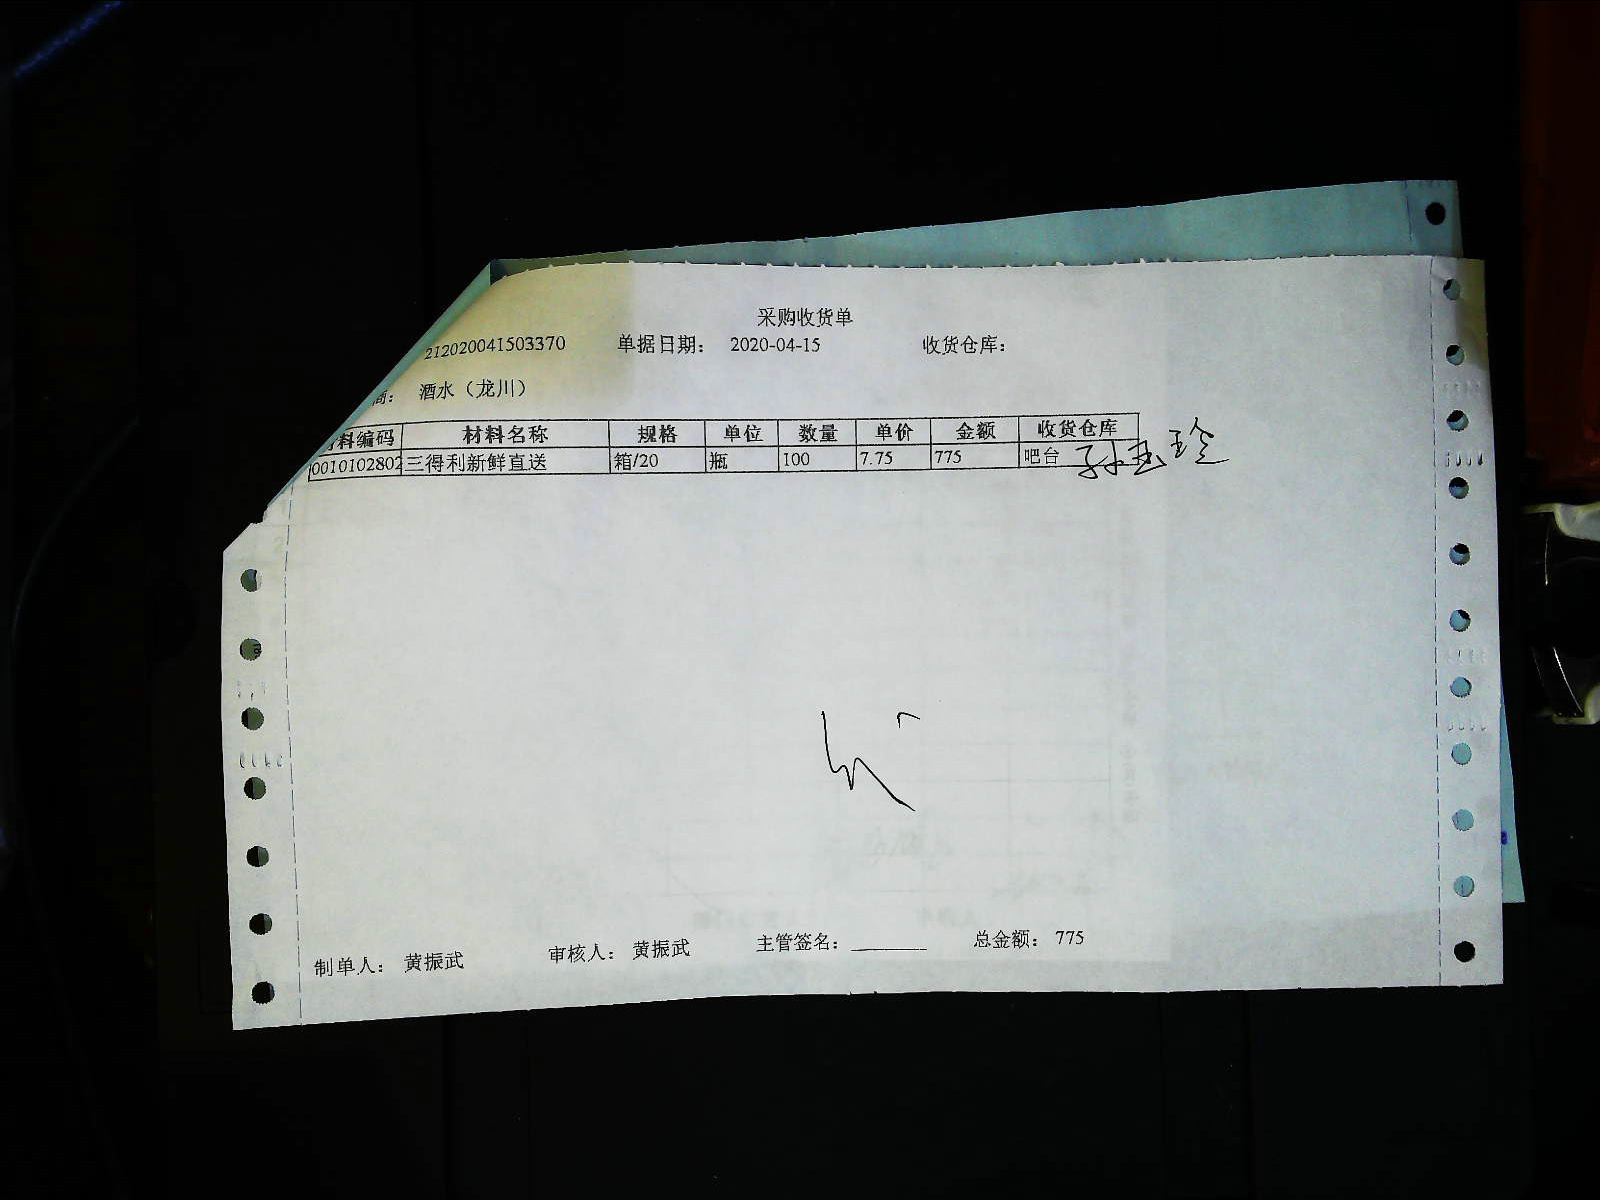 采购收货单
212020041503370 单据日期： 2020-04-15 收货仓库：
商： 酒水（龙川）
料编码 材料名称 规格 单位 数量 单价 金额 收货仓库
0010102802 三得利新鲜直送 箱/20 瓶 100 7.75 775 吧台
制单人： 黄振武 审核人： 黄振武 主管签名： 总金额： 775